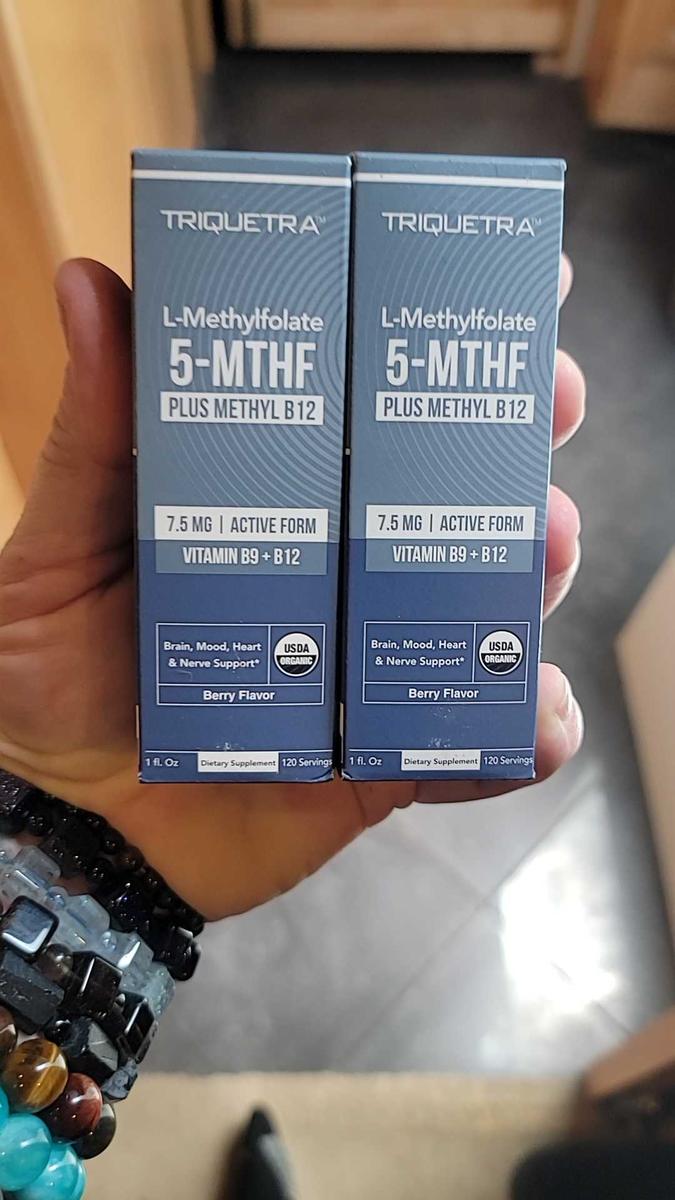 TRIQUETRA™
L-Methylfolate
5-MTHF
PLUS METHYL B12
7.5 MG | ACTIVE FORM
VITAMIN B9 + B12
Brain, Mood, Heart
& Nerve Support*
USDA
ORGANIC
Berry Flavor
1 fl. Oz
Dietary Supplement
120 Servings
TRIQUETRA™
L-Methylfolate
5-MTHF
PLUS METHYL B12
7.5 MG | ACTIVE FORM
VITAMIN B9 + B12
Brain, Mood, Heart
& Nerve Support*
USDA
ORGANIC
Berry Flavor
1 fl. Oz
Dietary Supplement
120 Servings